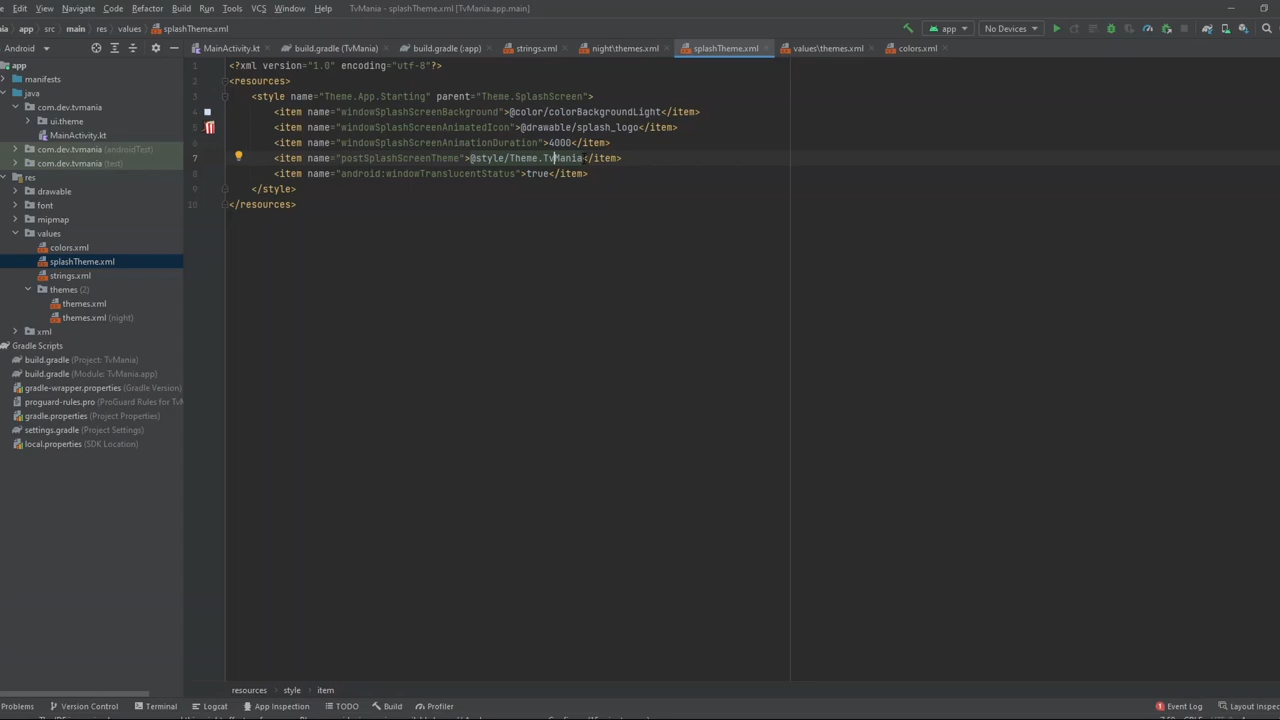 Edit View Navigate Code Refactor Build Run Tools VCS Window Help TvMania - splashTheme.xml [TvMania.app.main]
app src main res values splashTheme.xml app No Devices
Android MainActivity.kt build.gradle (TvMania) build.gradle (:app) strings.xml night\themes.xml splashTheme.xml values\themes.xml colors.xml
app
manifests
java
com.dev.tvmania
ui.theme
MainActivity.kt
com.dev.tvmania (androidTest)
com.dev.tvmania (test)
res
drawable
font
mipmap
values
colors.xml
splashTheme.xml
strings.xml
themes (2)
themes.xml
themes.xml (night)
xml
Gradle Scripts
build.gradle (Project: TvMania)
build.gradle (Module: TvMania.app)
gradle-wrapper.properties (Gradle Version)
proguard-rules.pro (ProGuard Rules for TvM
gradle.properties (Project Properties)
settings.gradle (Project Settings)
local.properties (SDK Location)
1 <?xml version="1.0" encoding="utf-8"?>
2 <resources>
3 <style name="Theme.App.Starting" parent="Theme.SplashScreen">
4 <item name="windowSplashScreenBackground">@color/colorBackgroundLight</item>
5 <item name="windowSplashScreenAnimatedIcon">@drawable/splash_logo</item>
6 <item name="windowSplashScreenAnimationDuration">4000</item>
7 <item name="postSplashScreenTheme">@style/Theme.TvMania</item>
8 <item name="android:windowTranslucentStatus">true</item>
9 </style>
10 </resources>
resources style item
Problems Version Control Terminal Logcat App Inspection TODO Build Profiler 1 Event Log Layout Inspec